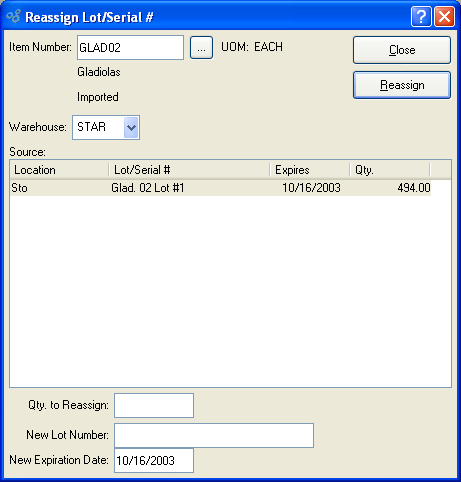 Reassign Lot/Serial #
Item Number: GLAD02 ... UOM: EACH Close
Gladiolas Reassign
Imported
Warehouse: STAR
Source:
Location Lot/Serial # Expires Qty.
Sto Glad. 02 Lot #1 10/16/2003 494.00
Qty. to Reassign:
New Lot Number:
New Expiration Date: 10/16/2003